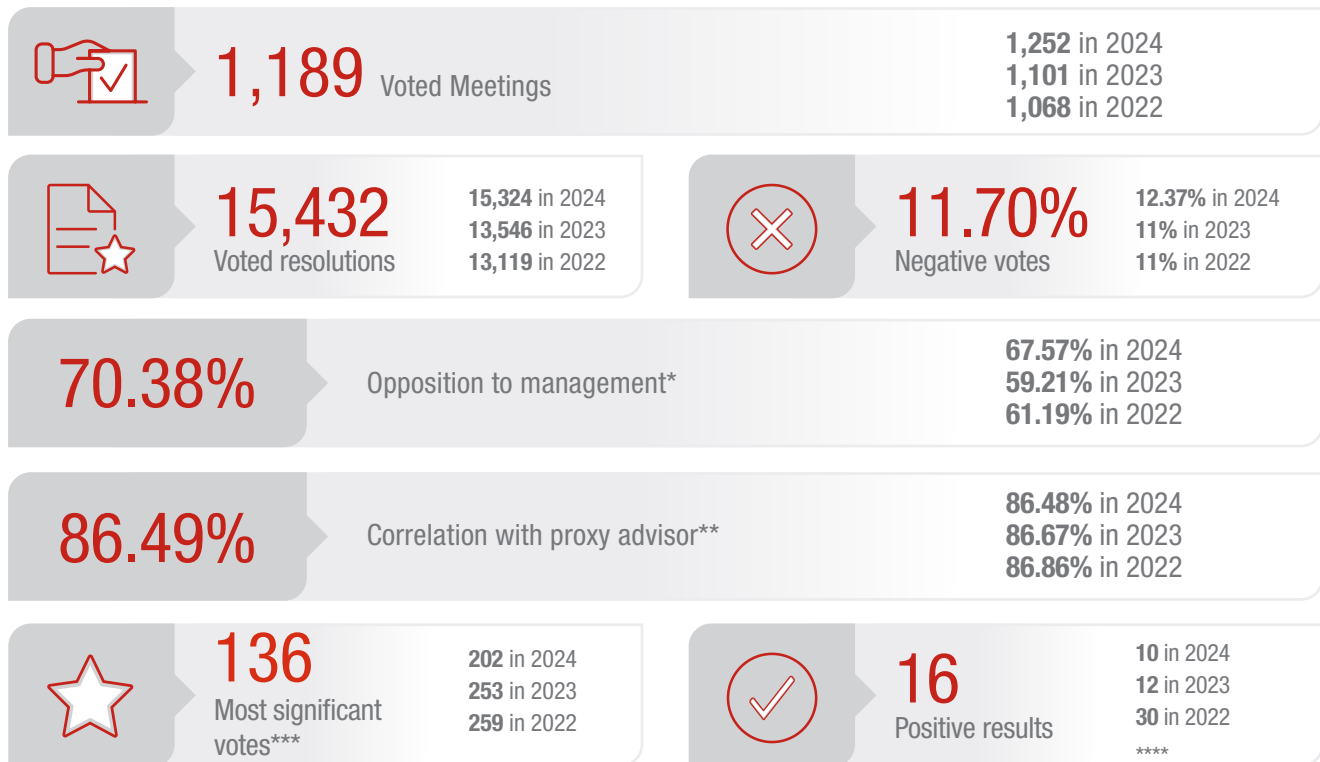 1,189 Voted Meetings
1,252 in 2024
1,101 in 2023
1,068 in 2022
15,432
Voted resolutions
15,324 in 2024
13,546 in 2023
13,119 in 2022
11.70%
Negative votes
12.37% in 2024
11% in 2023
11% in 2022
70.38%
Opposition to management*
67.57% in 2024
59.21% in 2023
61.19% in 2022
86.49%
Correlation with proxy advisor**
86.48% in 2024
86.67% in 2023
86.86% in 2022
136
Most significant
votes***
202 in 2024
253 in 2023
259 in 2022
16
Positive results
10 in 2024
12 in 2023
30 in 2022
****